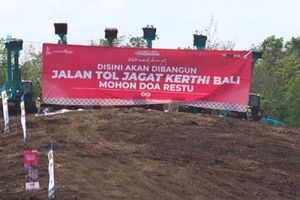 DISINI AKAN DIBANGUN
JALAN TOL JAGAT KERTHI BALI
MOHON DOA RESTU